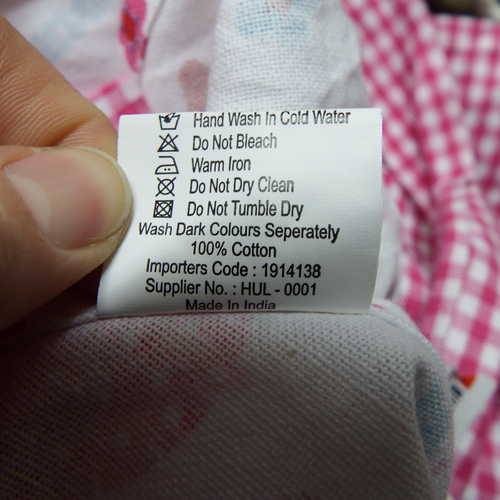 Hand Wash In Cold Water
Do Not Bleach
Warm Iron
Do Not Dry Clean
Do Not Tumble Dry
Wash Dark Colours Seperately
100% Cotton
Importers Code : 1914138
Supplier No. : HUL - 0001
Made In India